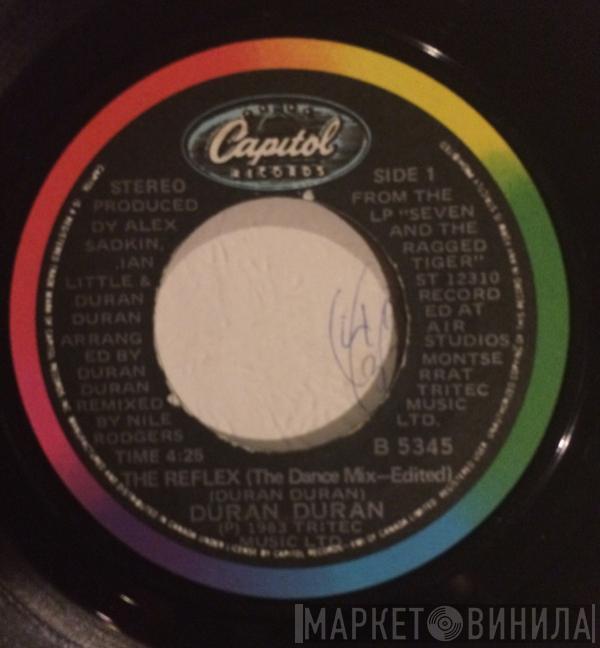 Capitol
RECORDS
STEREO
PRODUCED
DY ALEX
SADKIN,
.IAN
LITTLE &
DURAN
DURAN
ARRANG
ED BY
DURAN
DURAN
REMIXED
BY NILE
RODGERS
TIME 4:25
SIDE 1
FROM THE
LP "SEVEN
AND THE
RAGGED
TIGER"
ST 12310
RECORD
ED AT
AIR
STUDIOS,
MONTSE
RRAT
TRITEC
MUSIC
LTD.
B 5345
THE REFLEX (The Dance Mix—Edited)
(DURAN DURAN)
DURAN DURAN
(P) 1983 TRITEC
MUSIC LTD.
МАРКЕТ ВИНИЛА